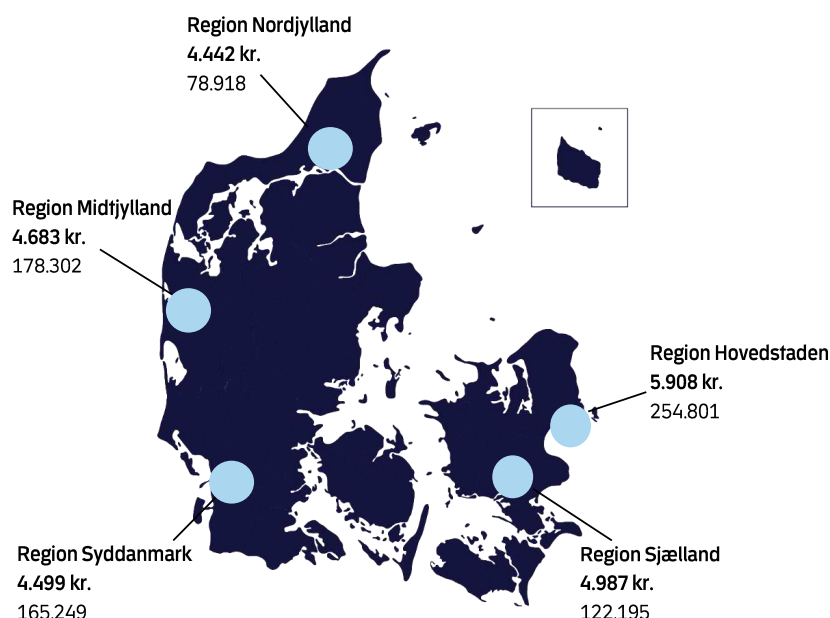 Region Nordjylland
4.442 kr.
78.918
Region Midtjylland
4.683 kr.
178.302
Region Hovedstaden
5.908 kr.
254.801
Region Syddanmark
4.499 kr.
165.249
Region Sjælland
4.987 kr.
122.195